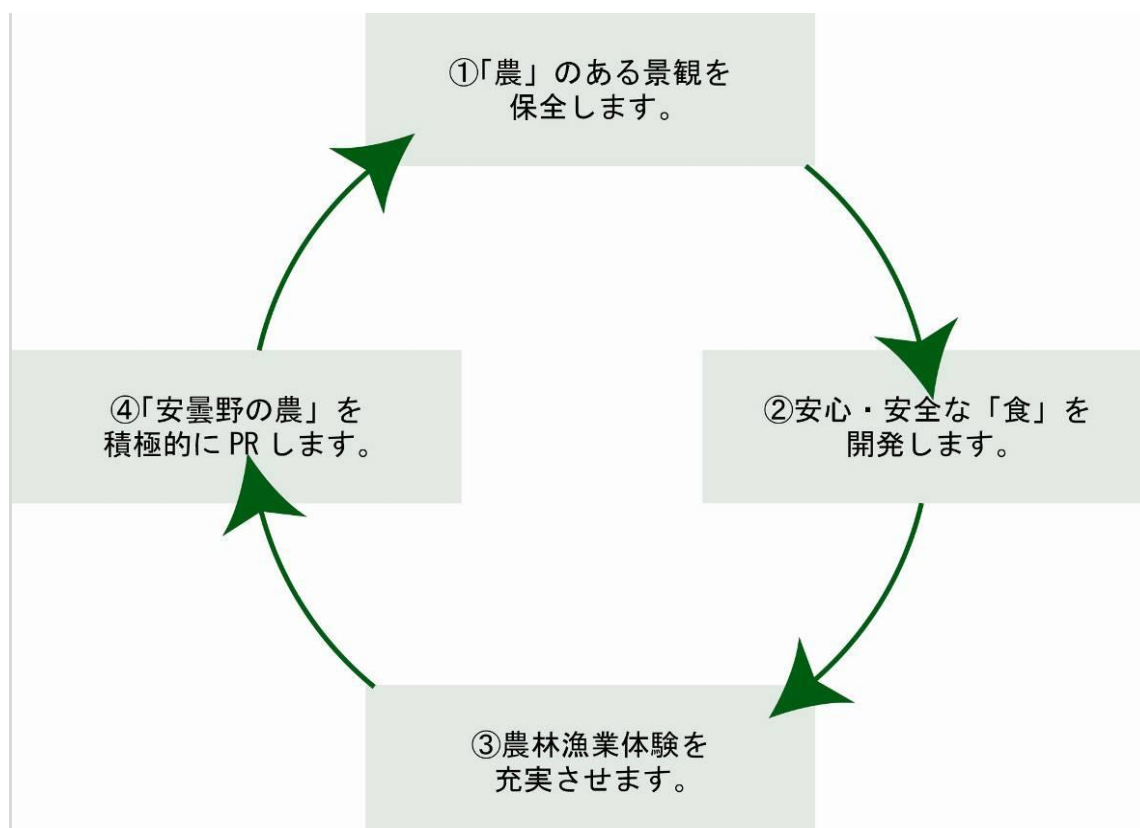 ①「農」のある景観を
保全します。
②安心・安全な「食」を
開発します。
③農林漁業体験を
充実させます。
④「安曇野の農」を
積極的に PR します。